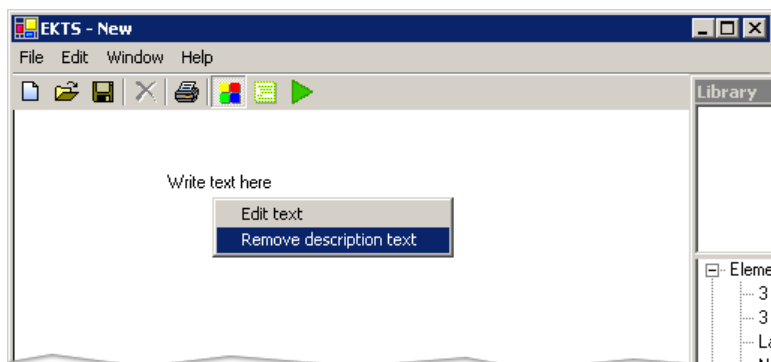 EKTS - New
File Edit Window Help
Library
Write text here
Edit text
Remove description text
Eleme
3
3
La